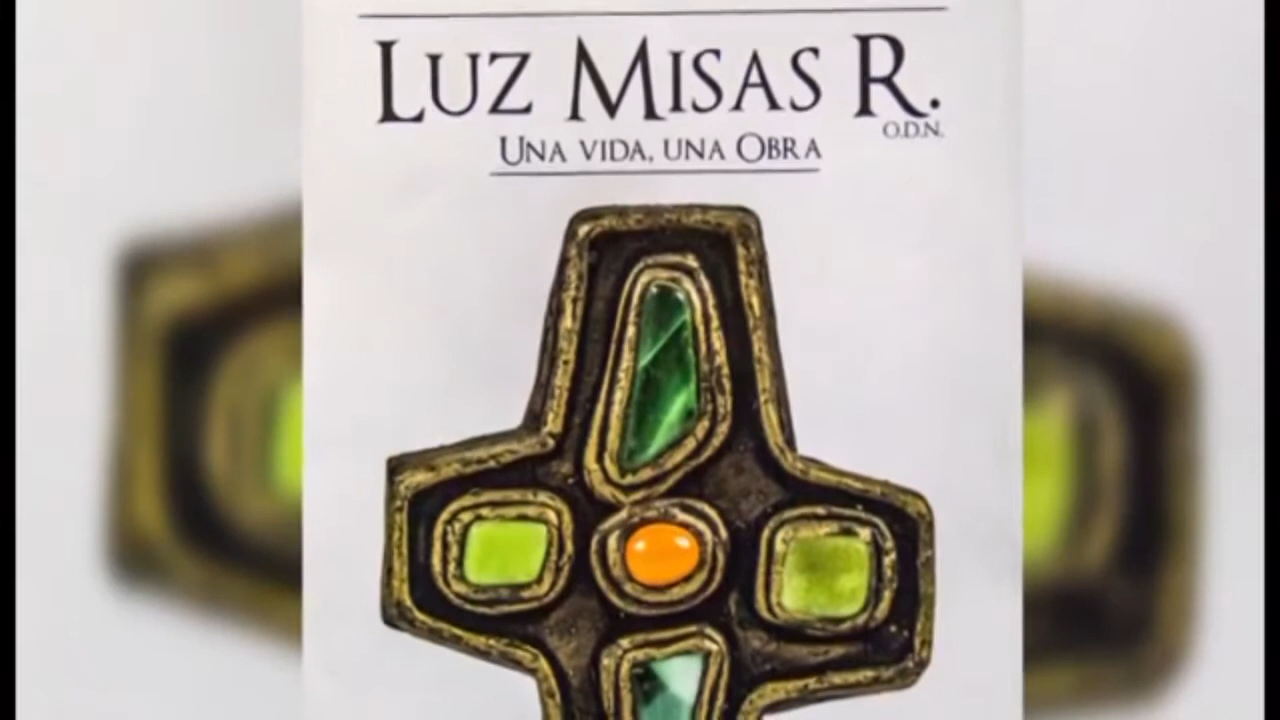 LUZ MISAS R.
O.D.N.
UNA VIDA, UNA OBRA